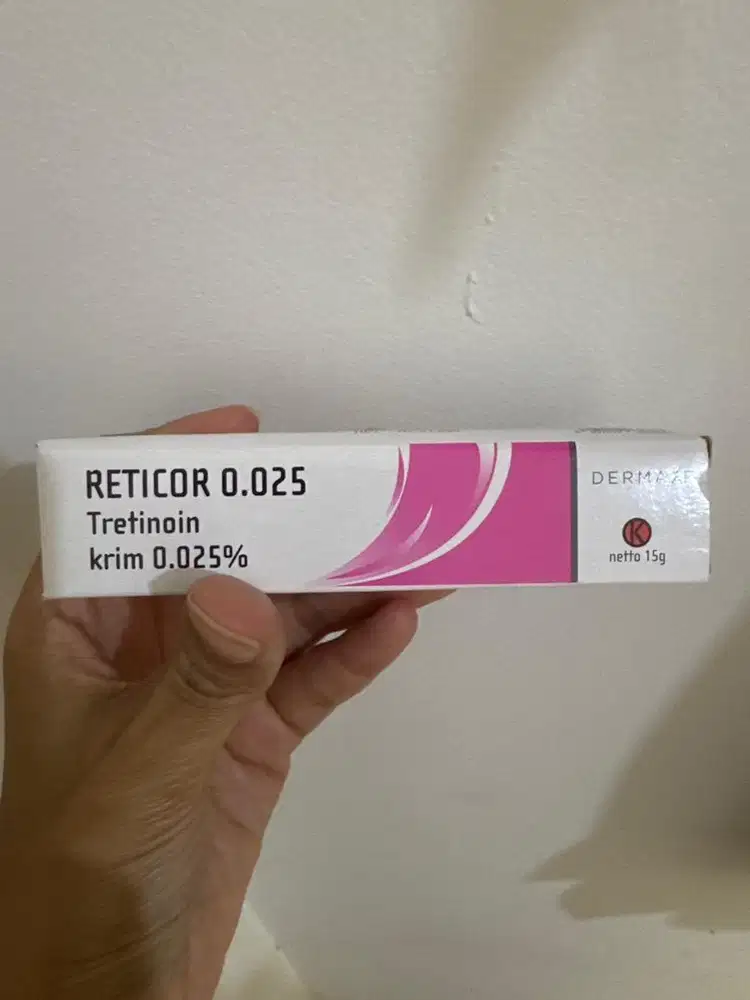 RETICOR 0.025
Tretinoin
krim 0.025%
K
netto 15g